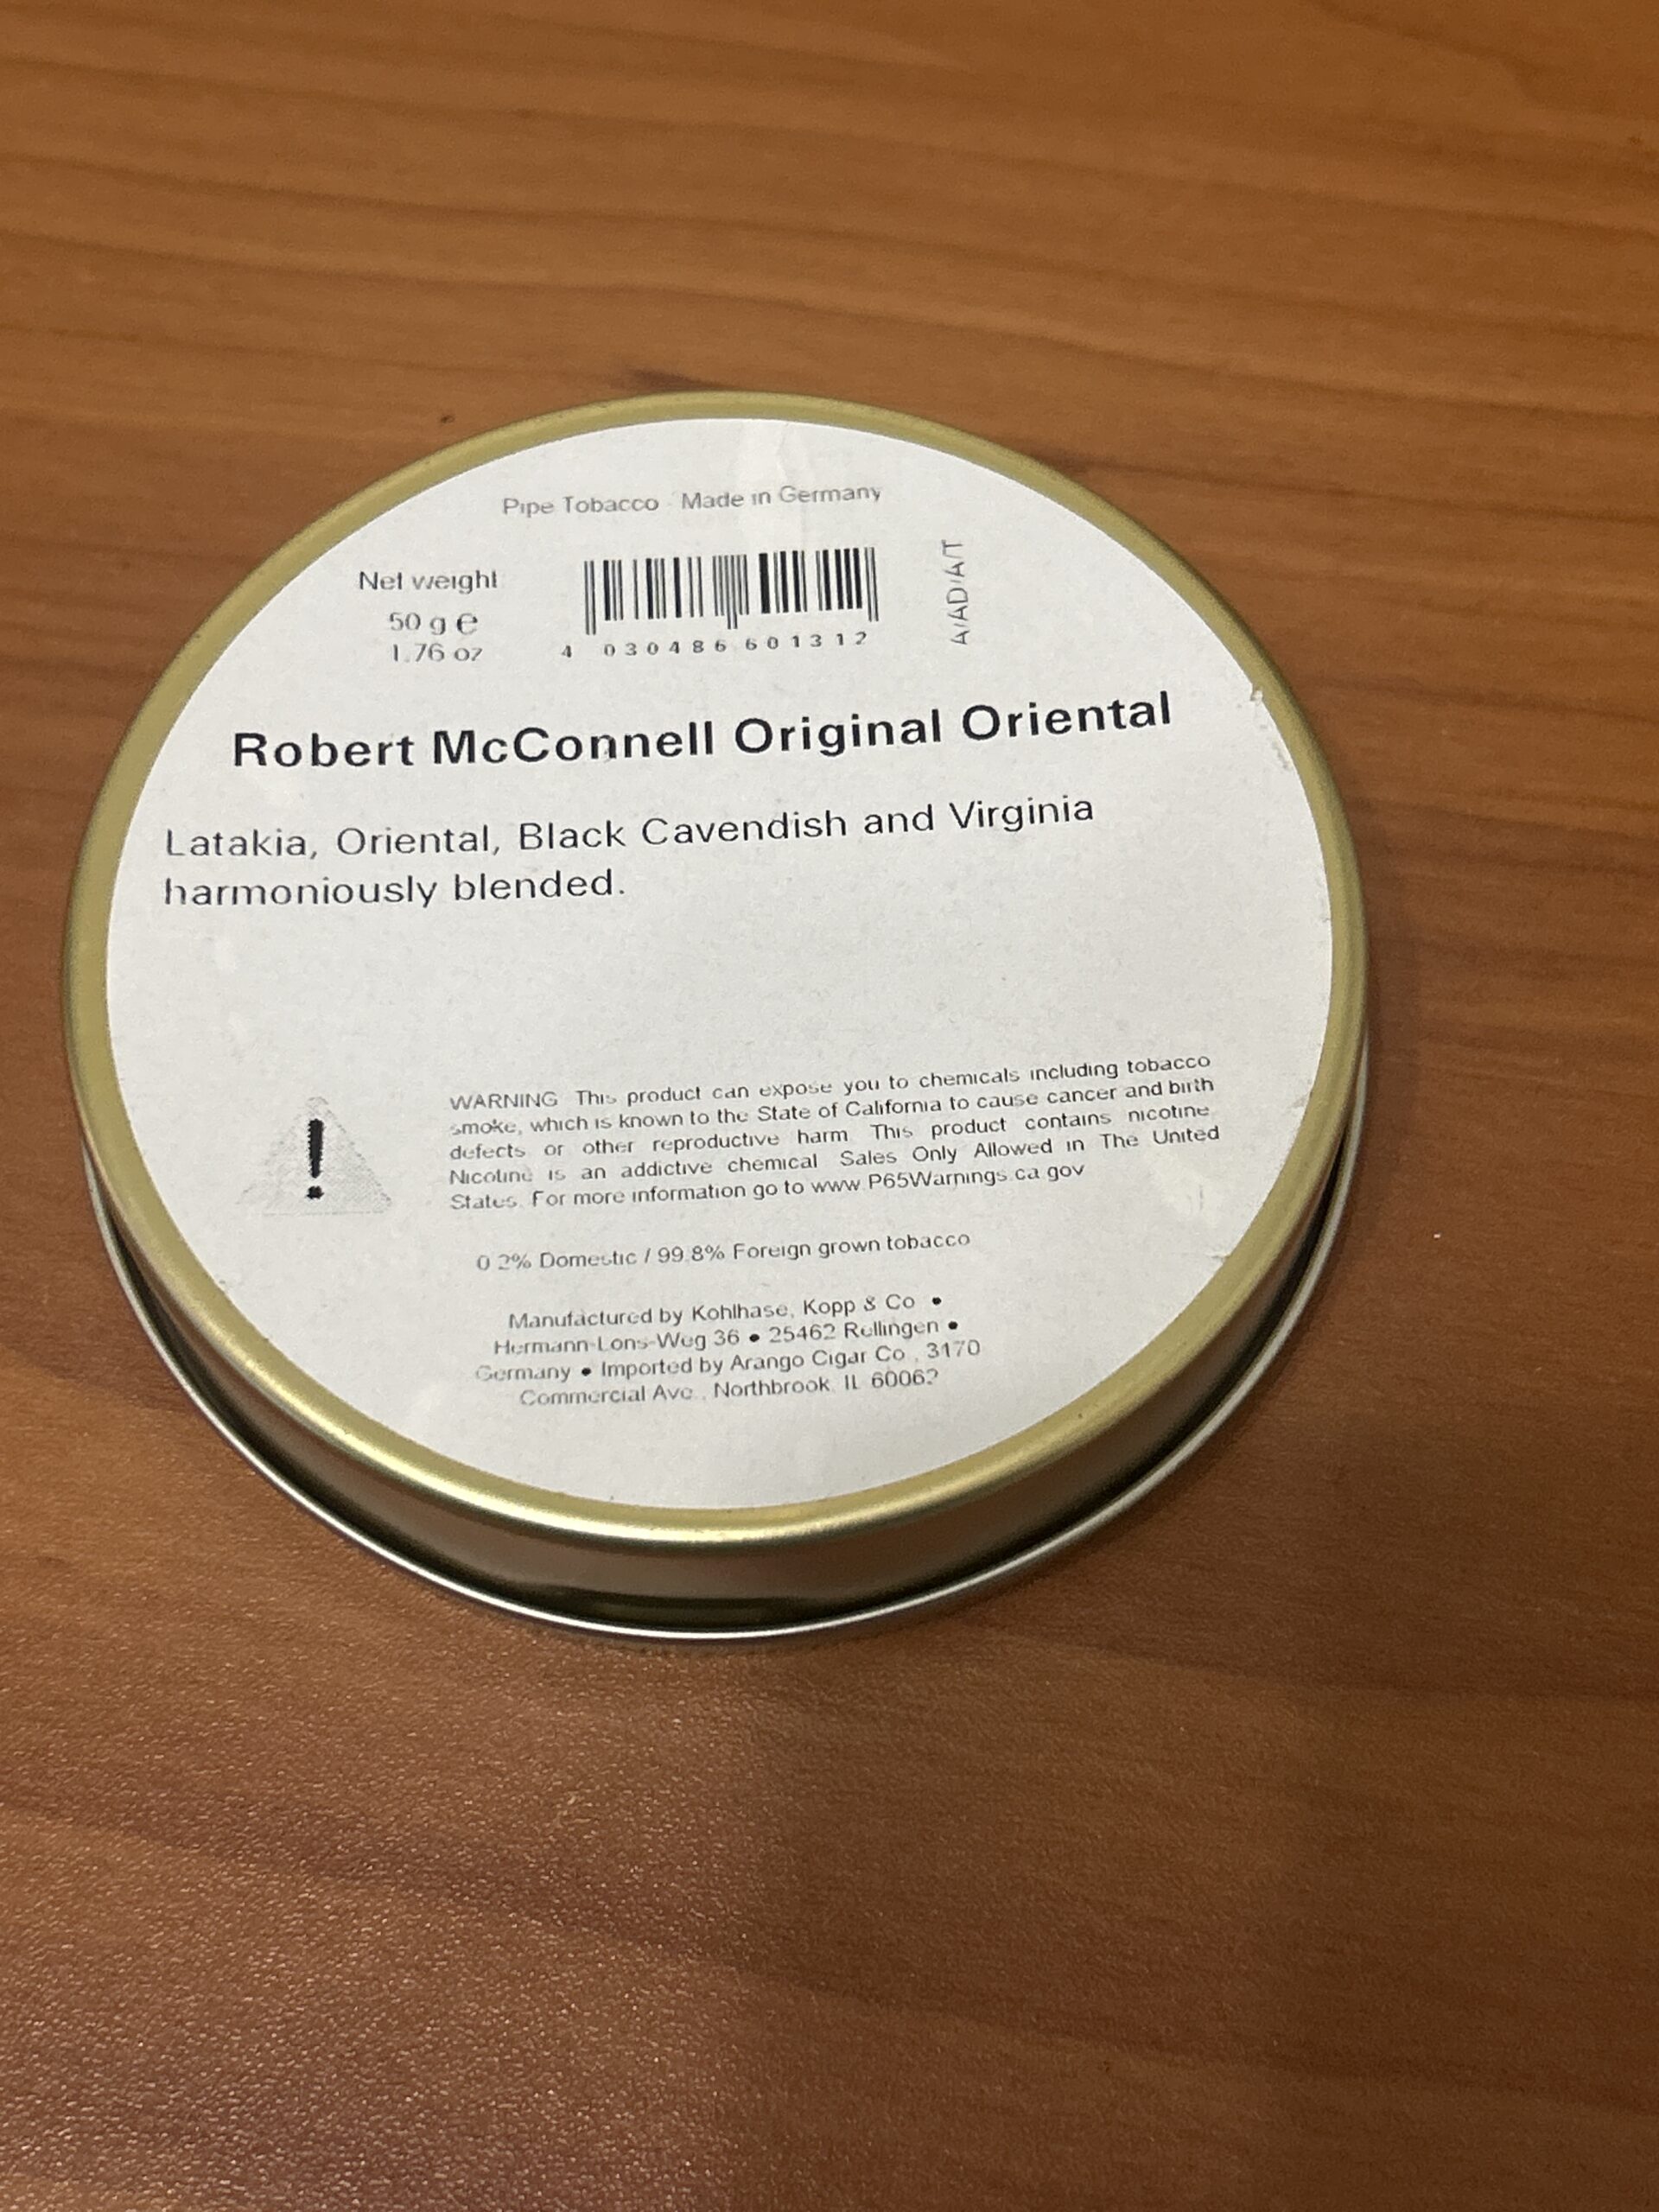 Pipe Tobacco Made in Germany
Net weight
50 g e
1.76 oz
4 030486 601312
A/AD/A/T
Robert McConnell Original Oriental
Latakia, Oriental, Black Cavendish and Virginia
harmoniously blended.
!
WARNING This product can expose you to chemicals including tobacco
smoke, which is known to the State of California to cause cancer and birth
defects or other reproductive harm This product contains nicotine
Nicotine is an addictive chemical Sales Only Allowed in The United
States. For more information go to www.P65Warnings.ca.gov
0.2% Domestic / 99.8% Foreign grown tobacco
Manufactured by Kohlhase, Kopp & Co •
Hermann-Lons-Weg 36 • 25462 Rellingen •
Germany • Imported by Arango Cigar Co., 3170
Commercial Ave., Northbrook, IL 60062